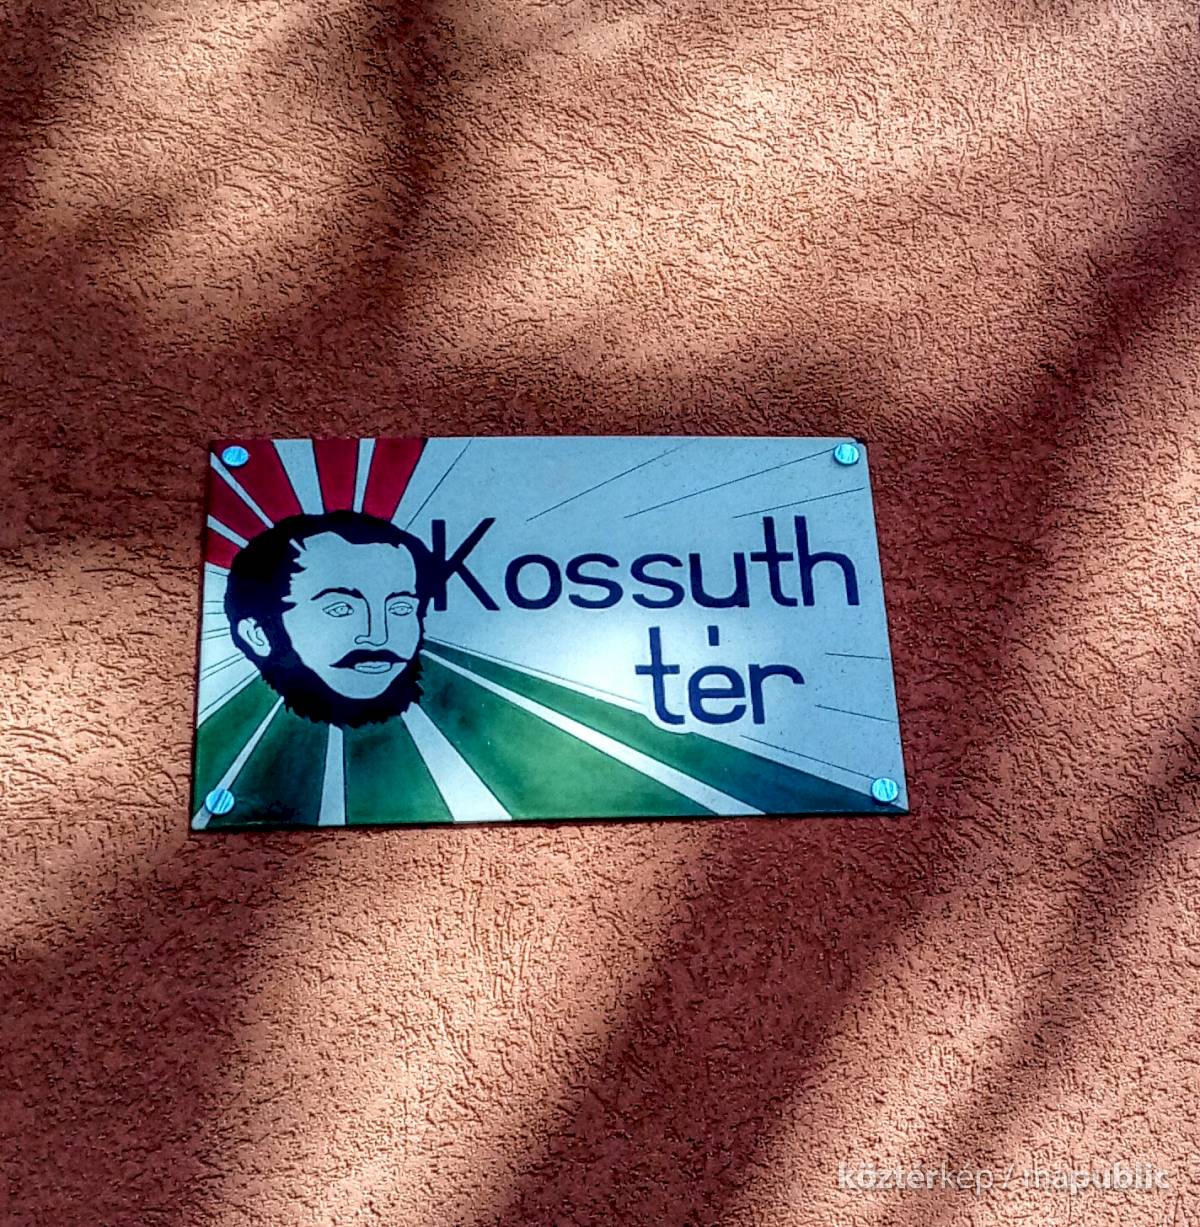 Kossuth
tér
köztérkép / mapublic